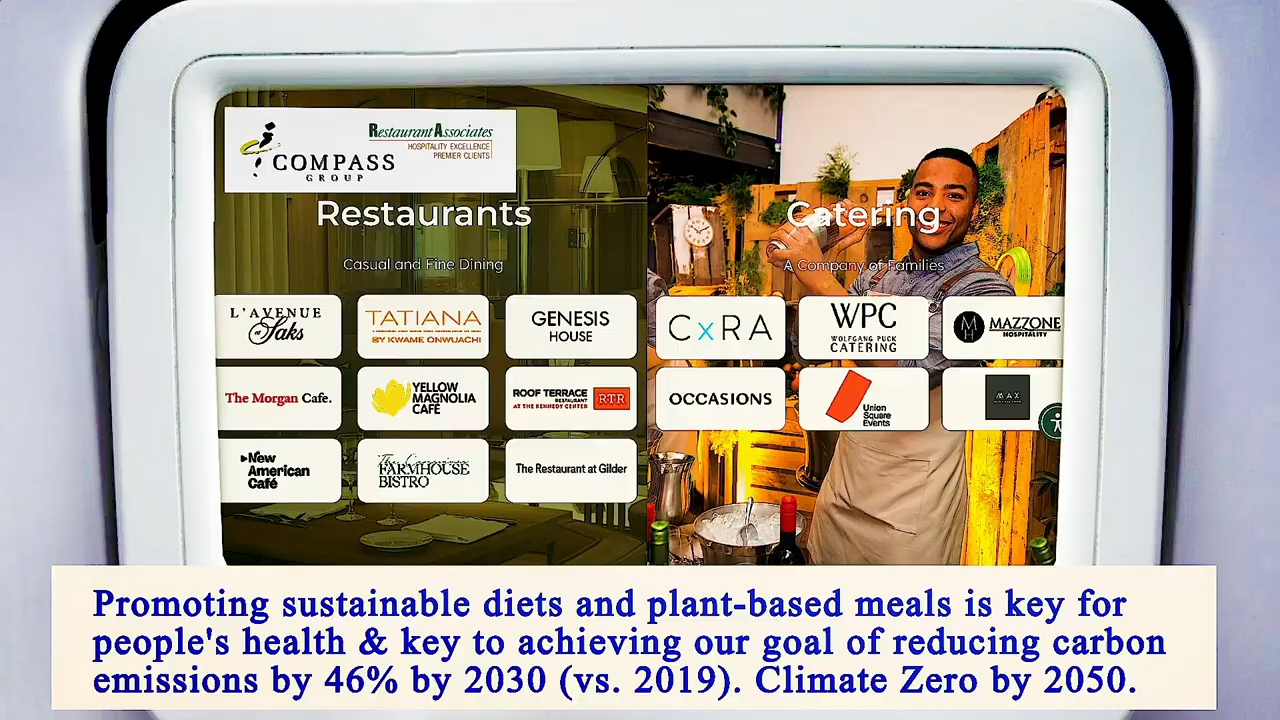 COMPASS
GROUP
Restaurant Associates
HOSPITALITY EXCELLENCE
PREMIER CLIENTS
Restaurants
Casual and Fine Dining
L'AVENUE
Saks
TATIANA
BY KWAME ONWUACHI
GENESIS
HOUSE
The Morgan Cafe.
YELLOW
MAGNOLIA
CAFÉ
ROOF TERRACE
RESTAURANT
AT THE KENNEDY CENTER
RTR
New
American
Café
FARMHOUSE
BISTRO
The Restaurant at Gilder
Catering
A Company of Families
CxRA
WPC
WOLFGANG PUCK
CATERING
M
H
MAZZONE
HOSPITALITY
OCCASIONS
Union
Square
Events
MAX
Promoting sustainable diets and plant-based meals is key for
people's health & key to achieving our goal of reducing carbon
emissions by 46% by 2030 (vs. 2019). Climate Zero by 2050.